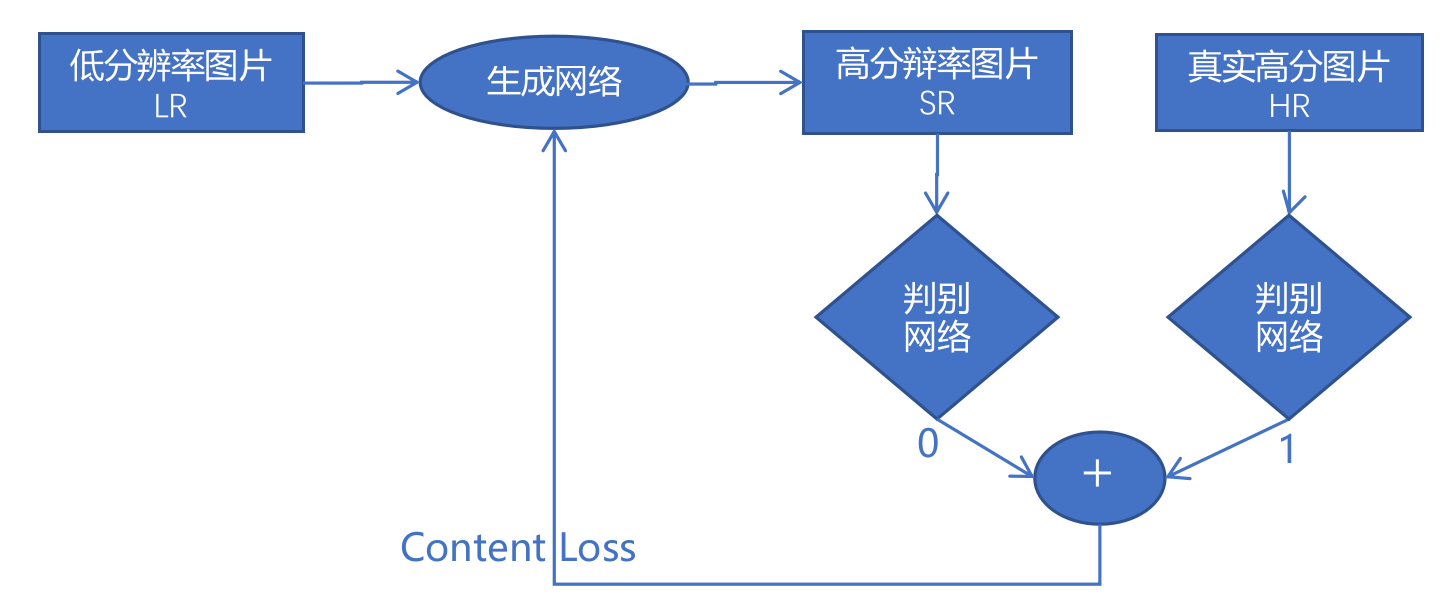 低分辨率图片
LR
生成网络
高分辩率图片
SR
真实高分图片
HR
判别
网络
判别
网络
0
1
+
Content Loss